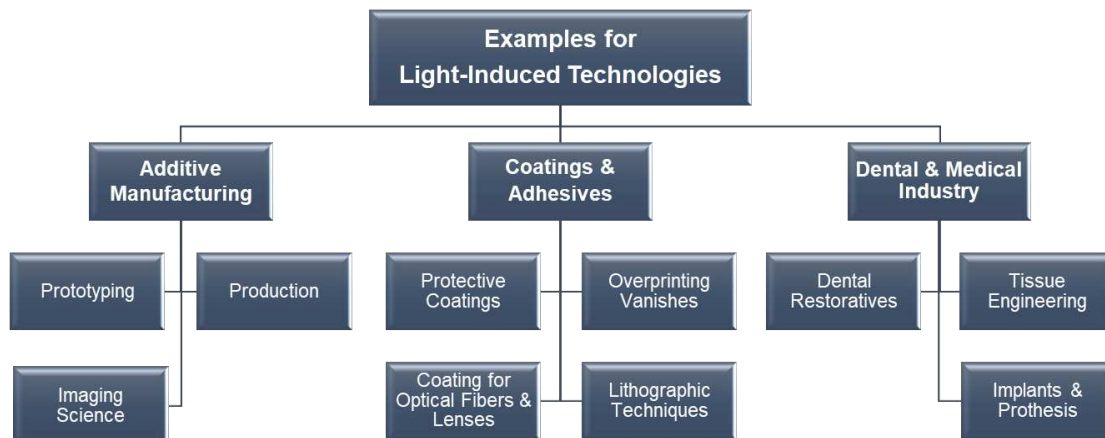 Examples for
Light-Induced Technologies
Additive
Manufacturing
Coatings &
Adhesives
Dental & Medical
Industry
Prototyping
Production
Protective
Coatings
Overprinting
Vanishes
Dental
Restoratives
Tissue
Engineering
Imaging
Science
Coating for
Optical Fibers &
Lenses
Lithographic
Techniques
Implants &
Prothesis